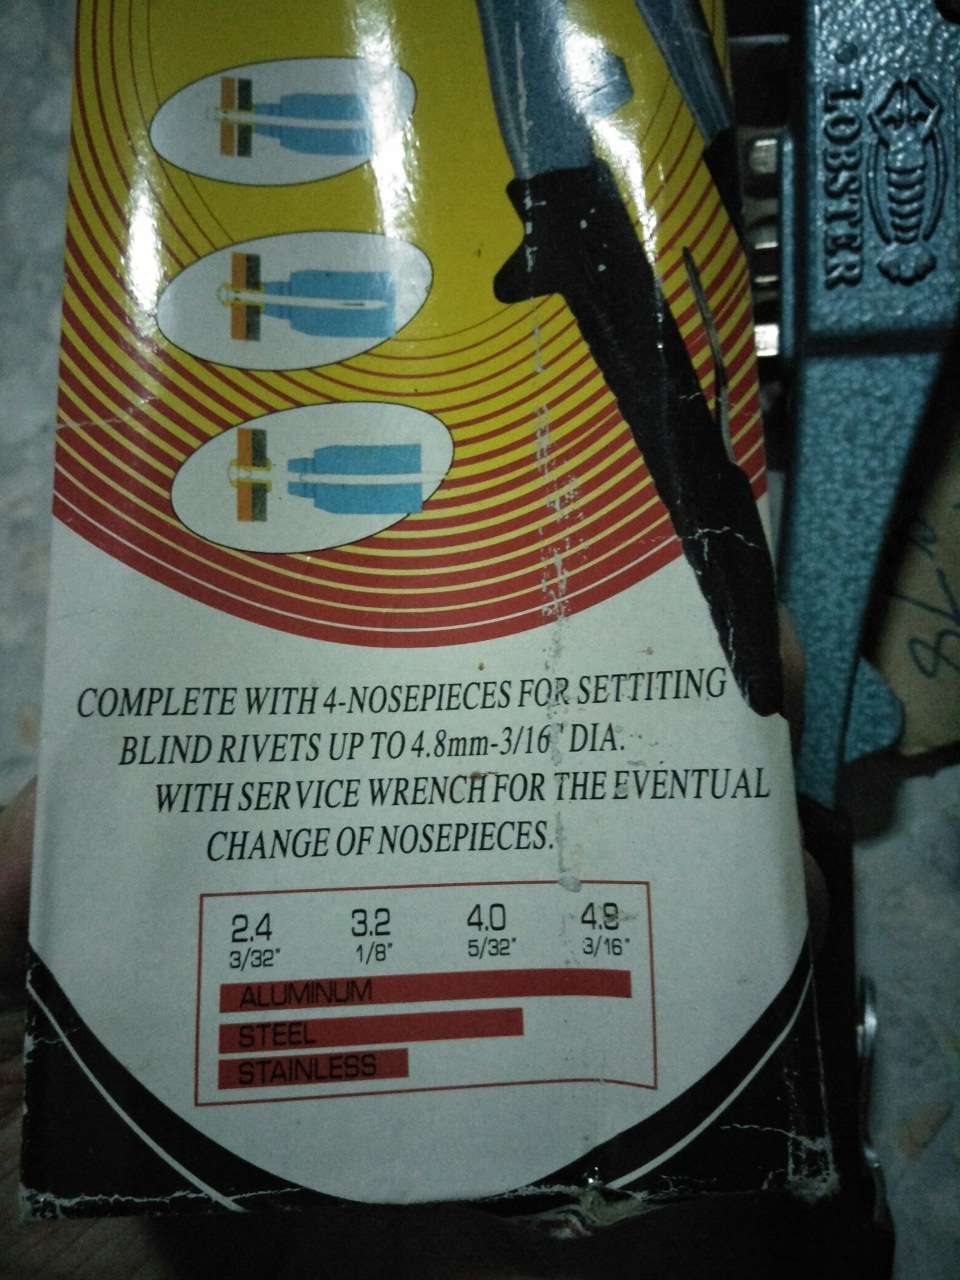 LOBSTER
COMPLETE WITH 4-NOSEPIECES FOR SETTITING
BLIND RIVETS UP TO 4.8mm-3/16" DIA.
WITH SERVICE WRENCH FOR THE EVENTUAL
CHANGE OF NOSEPIECES.
2.4 3.2 4.0 4.8
3/32" 1/8" 5/32" 3/16"
ALUMINUM
STEEL
STAINLESS